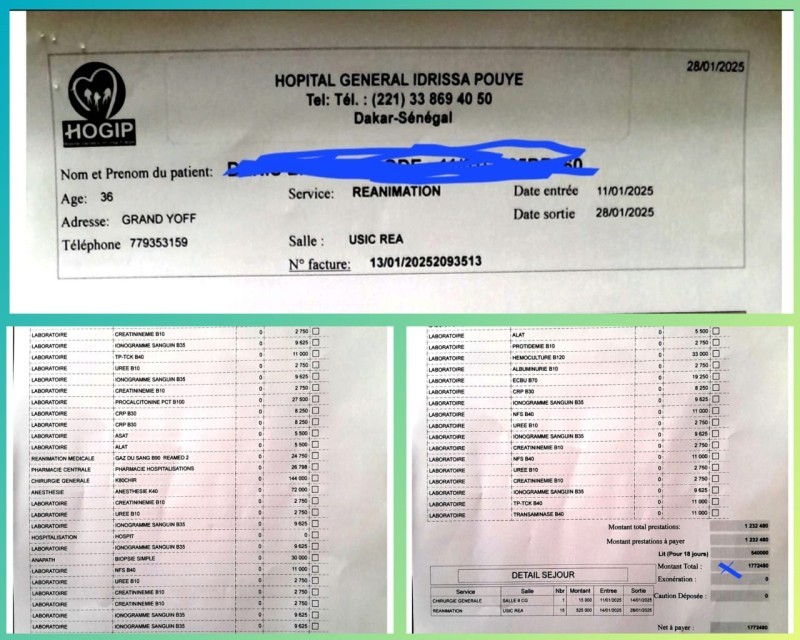 28/01/2025
HOPITAL GENERAL IDRISSA POUYE
Tel: Tél. : (221) 33 869 40 50
Dakar-Sénégal
HOGIP
Nom et Prenom du patient:
Age: 36 Service: REANIMATION Date entrée 11/01/2025
Adresse: GRAND YOFF Date sortie 28/01/2025
Téléphone 779353159 Salle : USIC REA
N° facture: 13/01/20252093513
LABORATOIRE CREATININEMIE B10 0 2 750
LABORATOIRE IONOGRAMME SANGUIN B35 0 9 625
LABORATOIRE TP-TCK B40 0 11 000
LABORATOIRE UREE B10 0 2 750
LABORATOIRE IONOGRAMME SANGUIN B35 0 9 625
LABORATOIRE CREATININEMIE B10 0 2 750
LABORATOIRE PROCALCITONINE PCT B100 0 27 500
LABORATOIRE CRP B30 0 8 250
LABORATOIRE CRP B30 0 8 250
LABORATOIRE ASAT 0 5 500
LABORATOIRE ALAT 0 5 500
REANIMATION MEDICALE GAZ DU SANG B90 REAMED 2 0 24 750
PHARMACIE CENTRALE PHARMACIE HOSPITALISATIONS 0 26 798
CHIRURGIE GENERALE K80CHIR 0 144 000
ANESTHESIE ANESTHESIE K40 0 72 000
LABORATOIRE CREATININEMIE B10 0 2 750
LABORATOIRE UREE B10 0 2 750
LABORATOIRE IONOGRAMME SANGUIN B35 0 9 625
HOSPITALISATION HOSPIT 0 0
LABORATOIRE IONOGRAMME SANGUIN B35 0 9 625
ANAPATH BIOPSIE SIMPLE 0 30 000
LABORATOIRE NFS B40 0 11 000
LABORATOIRE UREE B10 0 2 750
LABORATOIRE CREATININEMIE B10 0 2 750
LABORATOIRE CREATININEMIE B10 0 2 750
LABORATOIRE UREE B10 0 2 750
LABORATOIRE IONOGRAMME SANGUIN B35 0 9 625
LABORATOIRE ALAT 0 5 500
LABORATOIRE PROTIDEMIE B10 0 2 750
LABORATOIRE HEMOCULTURE B120 0 33 000
LABORATOIRE ALBUMINURIE B10 0 2 750
LABORATOIRE ECBU B70 0 19 250
LABORATOIRE CRP B30 0 8 250
LABORATOIRE IONOGRAMME SANGUIN B35 0 9 625
LABORATOIRE NFS B40 0 11 000
LABORATOIRE UREE B10 0 2 750
LABORATOIRE IONOGRAMME SANGUIN B35 0 9 625
LABORATOIRE CREATININEMIE B10 0 2 750
LABORATOIRE NFS B40 0 11 000
LABORATOIRE UREE B10 0 2 750
LABORATOIRE CREATININEMIE B10 0 2 750
LABORATOIRE IONOGRAMME SANGUIN B35 0 9 625
LABORATOIRE TP-TCK B40 0 11 000
LABORATOIRE TRANSAMINASE B40 0 11 000
Montant total prestations: 1 232 480
Montant prestations à payer 1 232 480
Lit (Pour 18 jours) 540000
Montant Total : 1772480
DETAIL SEJOUR
Exonération : 0
Service Salle Nbr Montant Entree Sortie
Caution Déposée : 0
CHIRURGIE GENERALE SALLE 6 CG 1 15 000 11/01/2025 14/01/2025
REANIMATION USIC REA 15 525 000 14/01/2025 28/01/2025
Net à payer : 1772480